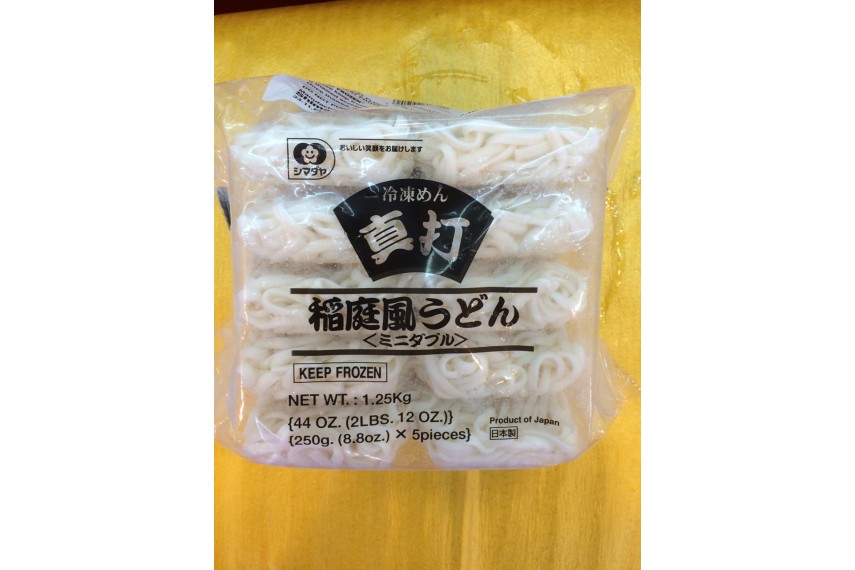 シマダヤ
おいしい笑顔をお届けします
冷凍めん
真打
稲庭風うどん
<ミニダブル>
KEEP FROZEN
NET WT. : 1.25Kg
{44 OZ. (2LBS. 12 OZ.)}
{250g. (8.8oz.) × 5pieces}
Product of Japan
日本製